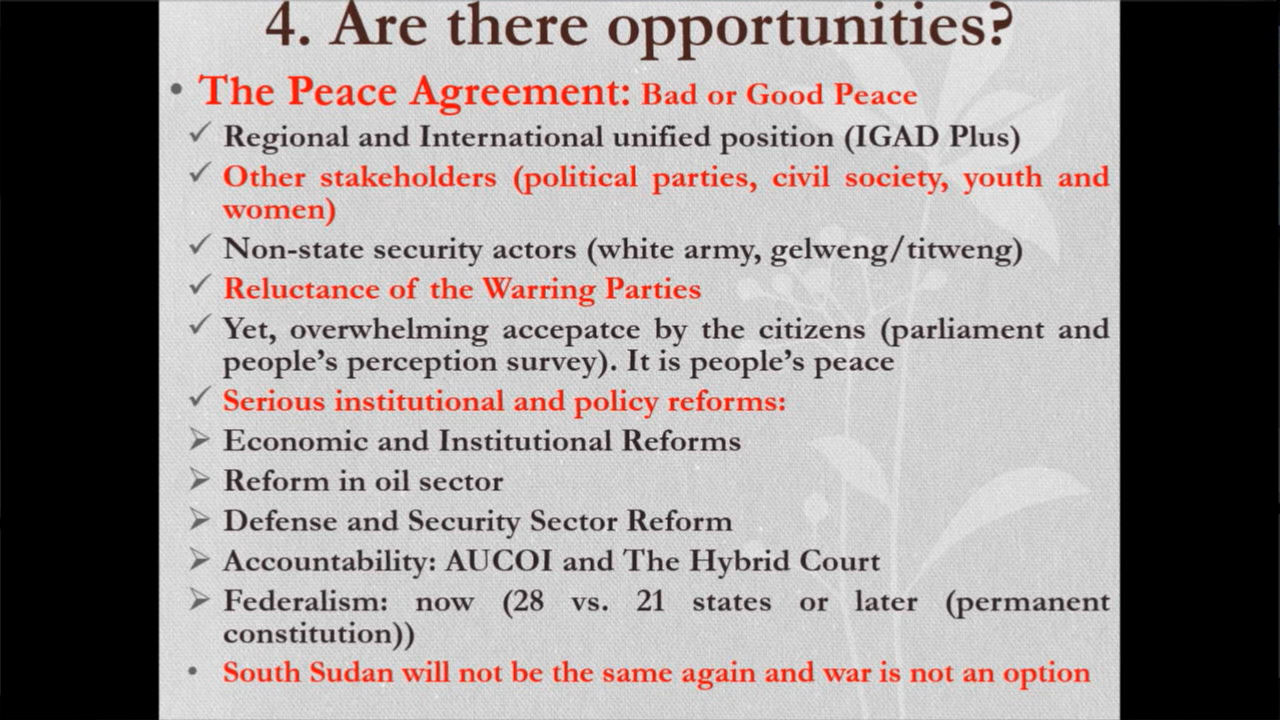 4. Are there opportunities?
• The Peace Agreement: Bad or Good Peace
✓ Regional and International unified position (IGAD Plus)
✓ Other stakeholders (political parties, civil society, youth and
women)
✓ Non-state security actors (white army, gelweng/titweng)
✓ Reluctance of the Warring Parties
✓ Yet, overwhelming accepatce by the citizens (parliament and
people's perception survey). It is people's peace
✓ Serious institutional and policy reforms:
➢ Economic and Institutional Reforms
➢ Reform in oil sector
➢ Defense and Security Sector Reform
➢ Accountability: AUCOI and The Hybrid Court
➢ Federalism: now (28 vs. 21 states or later (permanent
constitution))
• South Sudan will not be the same again and war is not an option